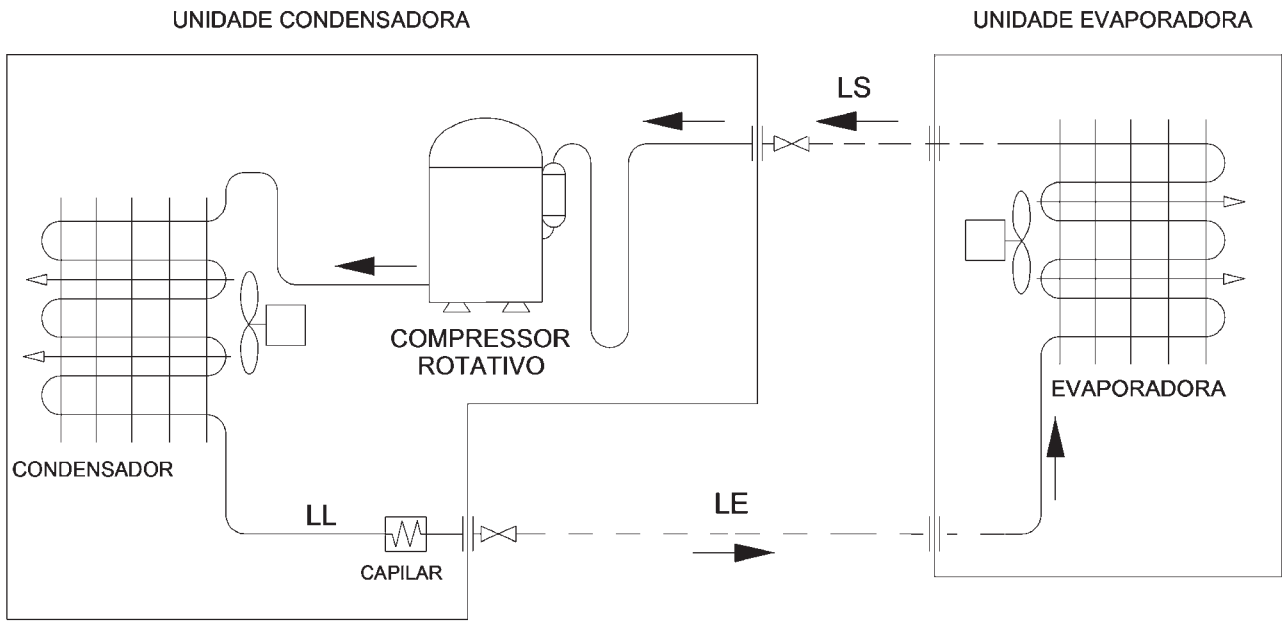 UNIDADE CONDENSADORA
UNIDADE EVAPORADORA
LS
COMPRESSOR
ROTATIVO
EVAPORADORA
CONDENSADOR
LL
LE
CAPILAR